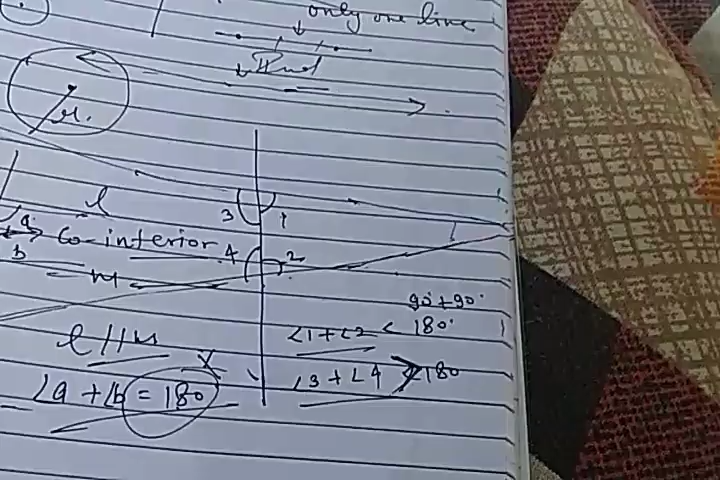 only one line
r.
l
3 1
a
Co-interior 4 2
b
m
90°+90°
l || m
∠1+∠2 < 180°
x
∠a + ∠b = 180
∠3 + ∠4 > 180